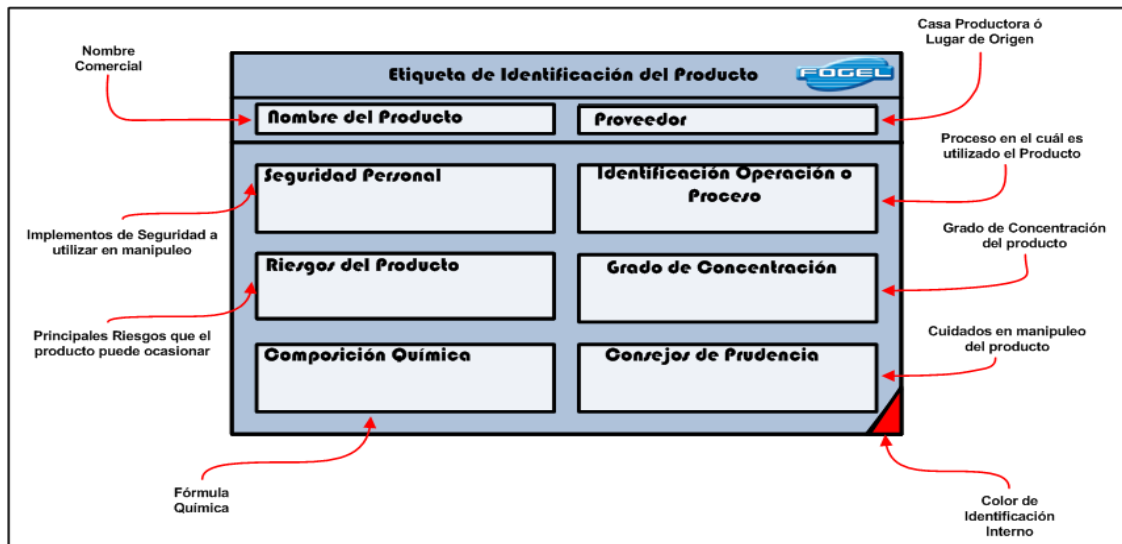 Nombre
Comercial
Casa Productora ó
Lugar de Origen
Etiqueta de Identificación del Producto
FOGEL
Nombre del Producto
Proveedor
Proceso en el cuál es
utilizado el Producto
Seguridad Personal
Identificación Operación o
Proceso
Implementos de Seguridad a
utilizar en manipuleo
Grado de Concentración
del producto
Riesgos del Producto
Grado de Concentración
Principales Riesgos que el
producto puede ocasionar
Cuidados en manipuleo
del producto
Composición Química
Consejos de Prudencia
Fórmula
Química
Color de
Identificación
Interno